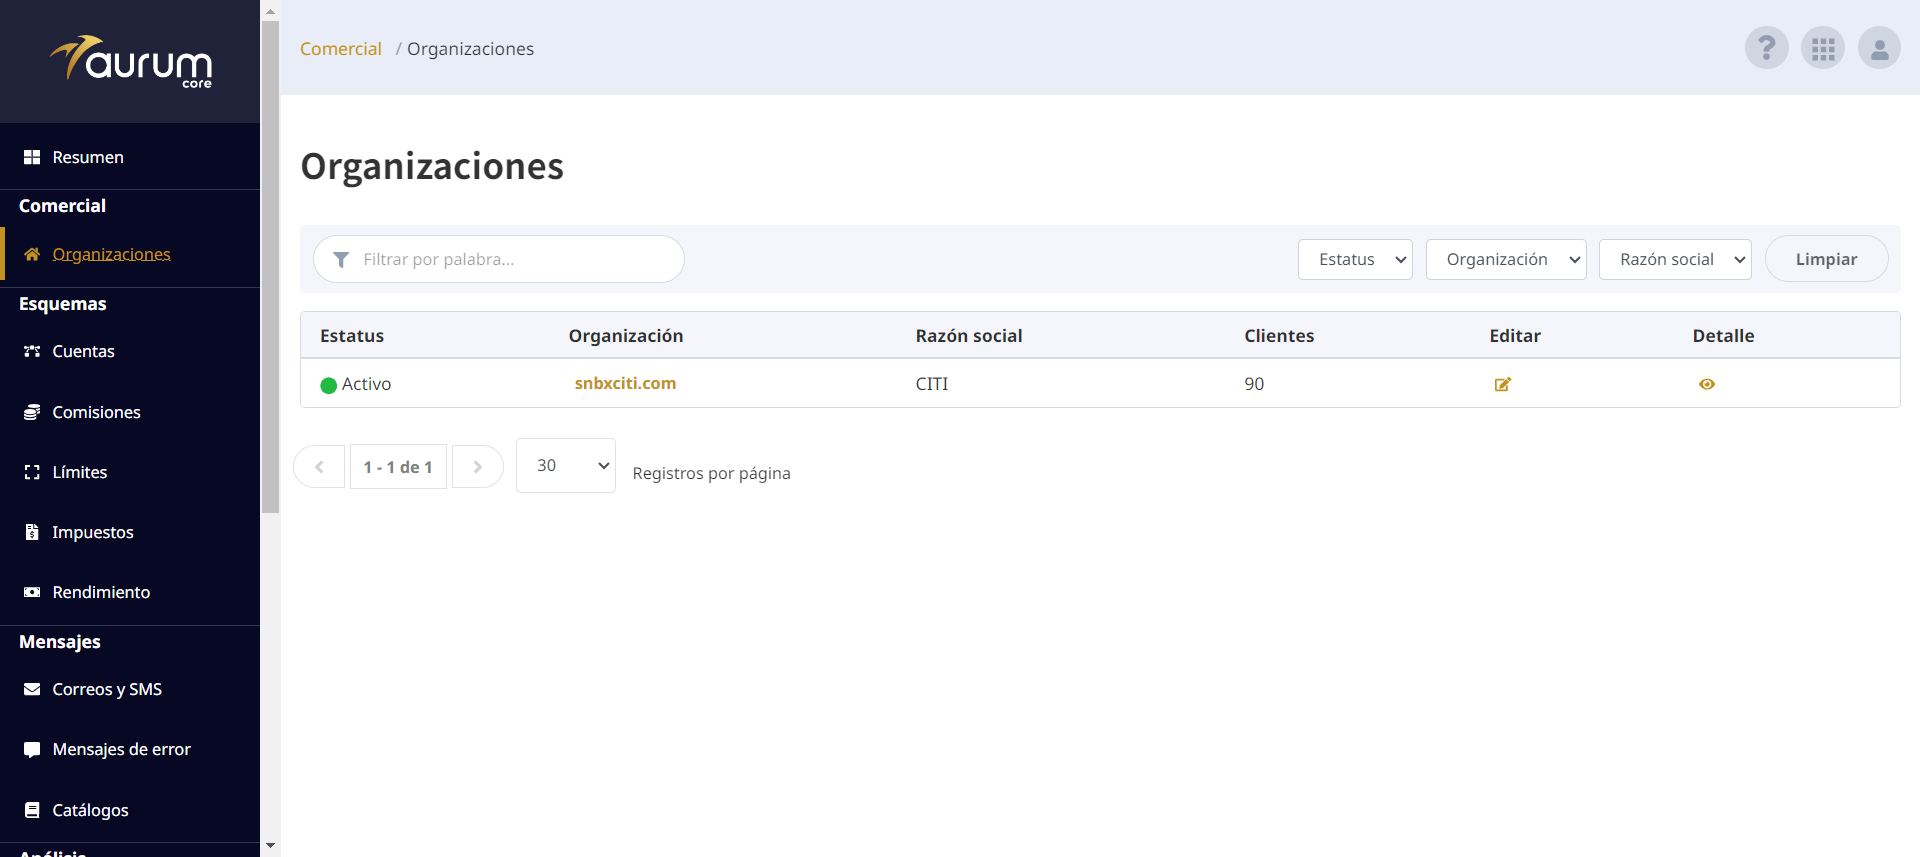 aurum
core
Comercial / Organizaciones
Resumen
Comercial
Organizaciones
Esquemas
Cuentas
Comisiones
Límites
Impuestos
Rendimiento
Mensajes
Correos y SMS
Mensajes de error
Catálogos
Análisis
Organizaciones
Filtrar por palabra... Estatus Organización Razón social Limpiar
Estatus Organización Razón social Clientes Editar Detalle
Activo snbxciti.com CITI 90
1 - 1 de 1 30 Registros por página